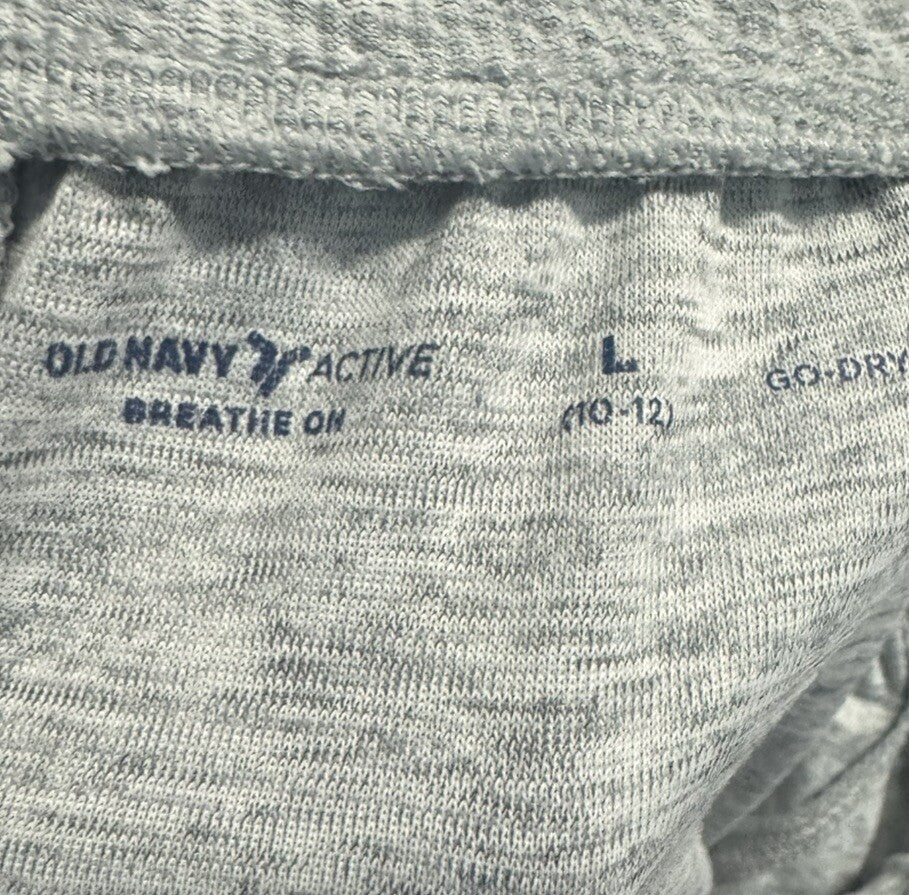 OLD NAVY ACTIVE
BREATHE ON
L
(10-12)
GO-DRY